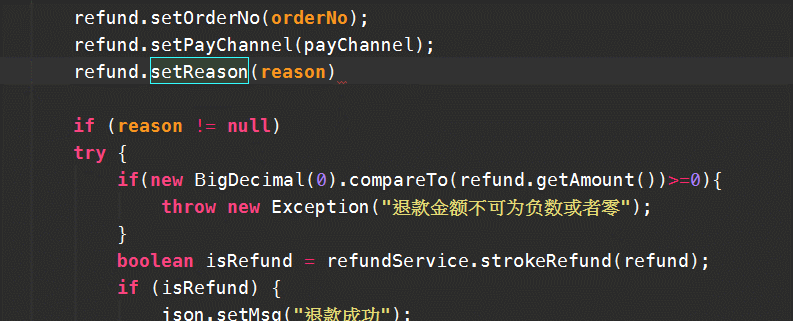 refund.setOrderNo(orderNo);
refund.setPayChannel(payChannel);
refund.setReason(reason)
if (reason != null)
try {
if(new BigDecimal(0).compareTo(refund.getAmount())>=0){
throw new Exception("退款金额不可为负数或者零");
}
boolean isRefund = refundService.strokeRefund(refund);
if (isRefund) {
json.setMsg("退款成功");